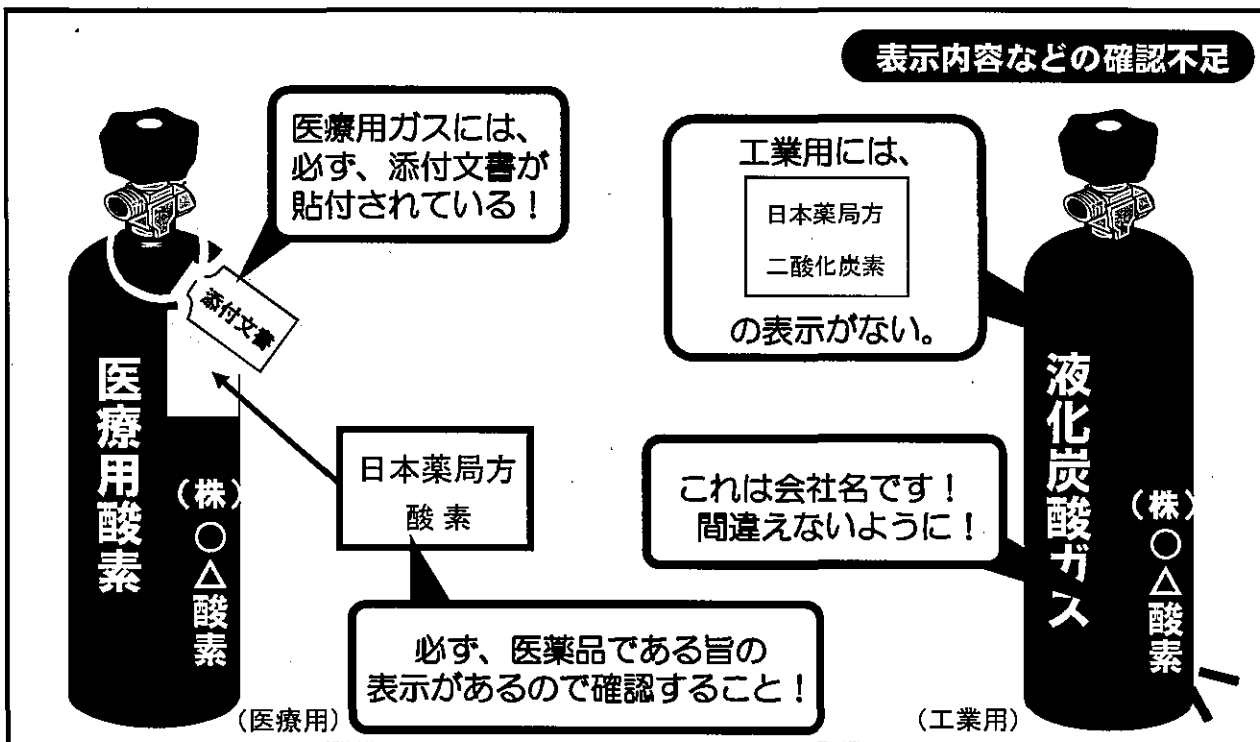 表示内容などの確認不足
医療用ガスには、
必ず、添付文書が
貼付されている！
添付文書
医療用酸素
（株）○△酸素
日本薬局方
酸素
必ず、医薬品である旨の
表示があるので確認すること！
（医療用）
工業用には、
日本薬局方
二酸化炭素
の表示がない。
これは会社名です！
間違えないように！
液化炭酸ガス
（株）○△酸素
（工業用）